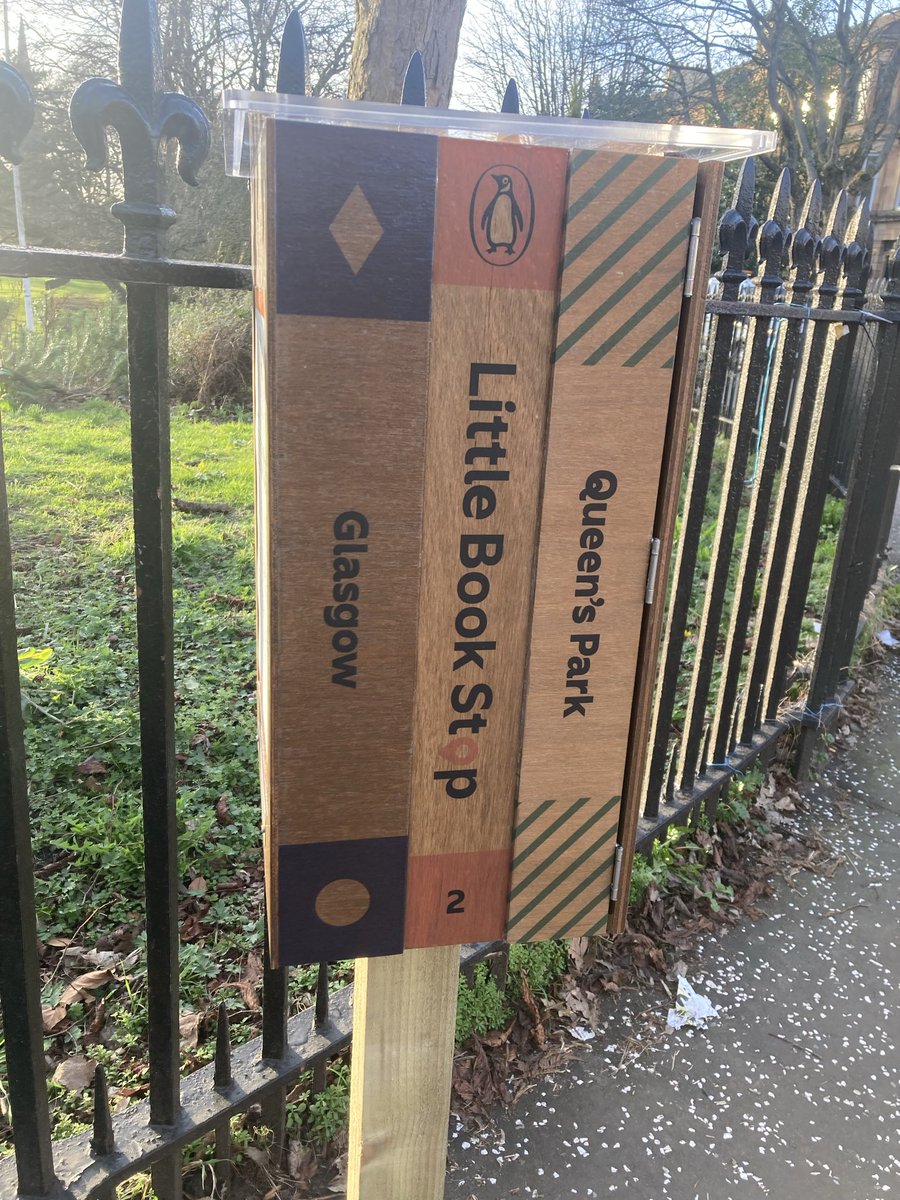 Glasgow
Little Book Stop
2
Queen's Park